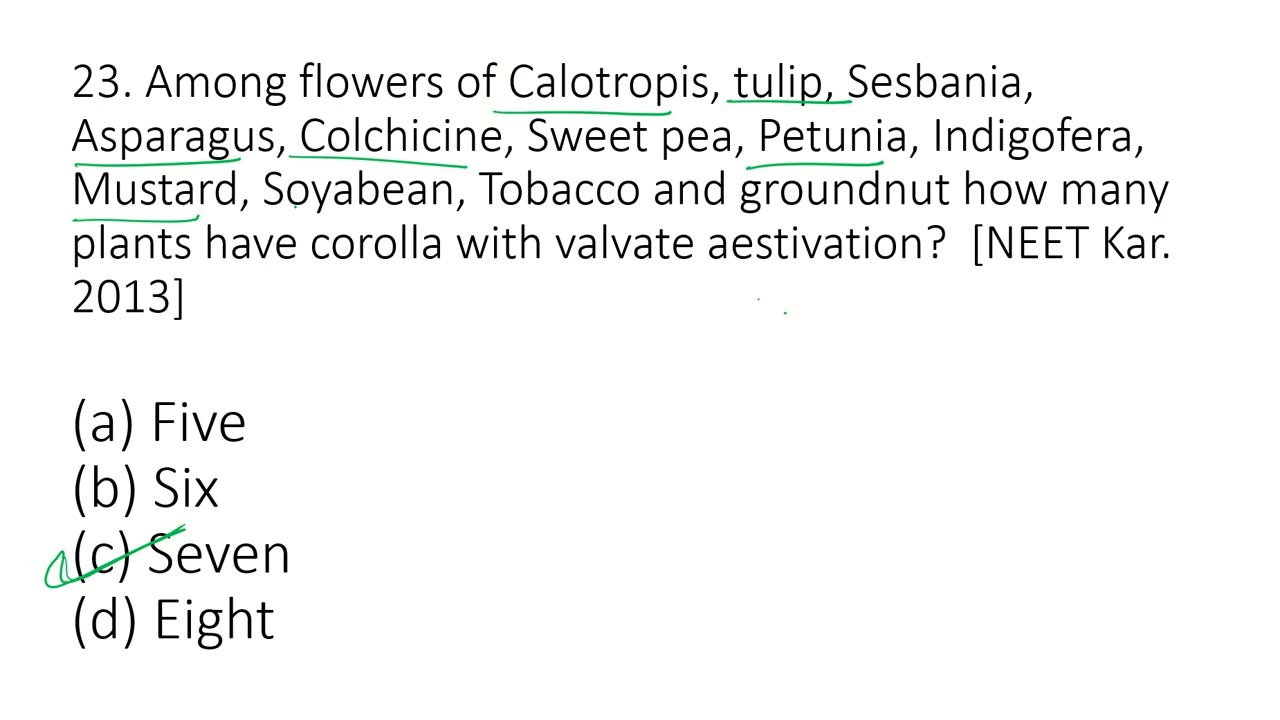 23. Among flowers of Calotropis, tulip, Sesbania,
Asparagus, Colchicine, Sweet pea, Petunia, Indigofera,
Mustard, Soyabean, Tobacco and groundnut how many
plants have corolla with valvate aestivation? [NEET Kar.
2013]
(a) Five
(b) Six
(c) Seven
(d) Eight